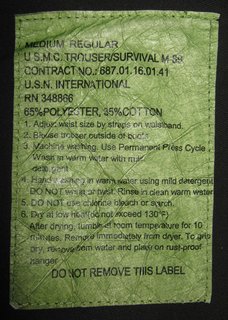 MEDIUM REGULAR
U.S.M.C. TROUSER/SURVIVAL M-
CONTRACT NO.: 687.01.16.01.41
U.S.N. INTERNATIONAL
RN 348866
65% POLYESTER, 35% COTTON
1. Adjust waist size by straps on waistband.
2. Blouse trouser outside of boots.
3. Machine washing. Use Permanent Press Cycle.
Wash in warm water with mild
detergent.
4. Hand washing in warm water using mild detergent.
DO NOT wring or twist. Rinse in clean warm water.
5. DO NOT use chlorine bleach or starch.
6. Dry at low heat (do not exceed 130°F)
After drying, tumble at room temperature for 10
minutes. Remove immediately from dryer. To drip
dry, remove from water and place on rust-proof
hanger
DO NOT REMOVE THIS LABEL